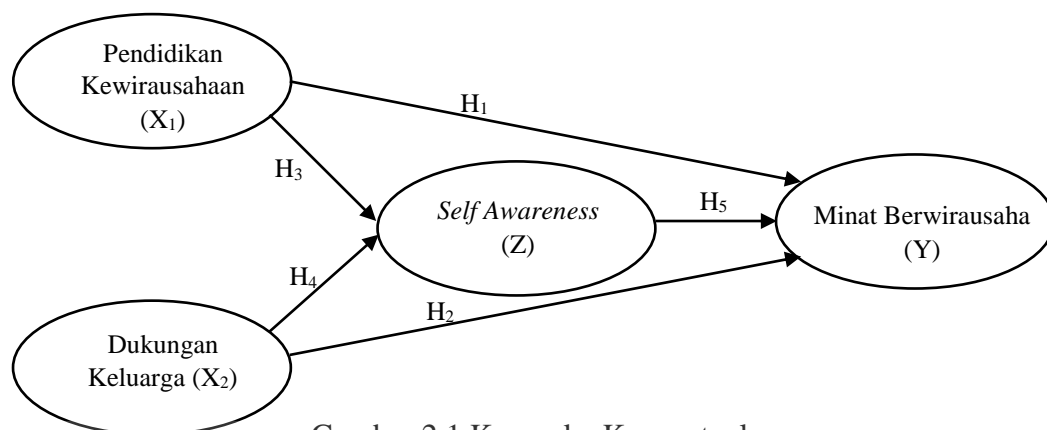 Pendidikan
Kewirausahaan
(X₁)
H₁
H₃
Self Awareness
(Z)
H₅
Minat Berwirausaha
(Y)
H₄
H₂
Dukungan
Keluarga (X₂)
Gambar 2.1 Kerangka Konseptual